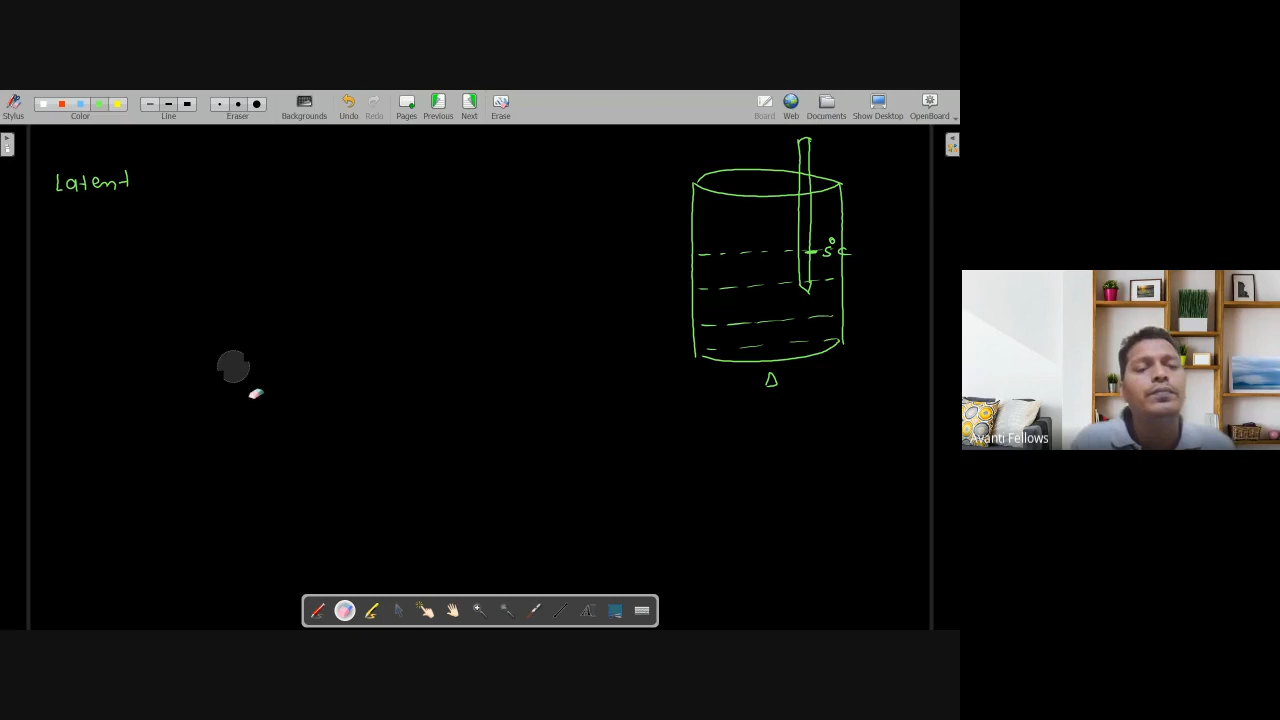 Stylus
Color
Line
Eraser
Backgrounds
Undo
Redo
Pages
Previous
Next
Erase
Board
Web
Documents
Show Desktop
OpenBoard
Latent
5°C
Δ
Avanti Fellows